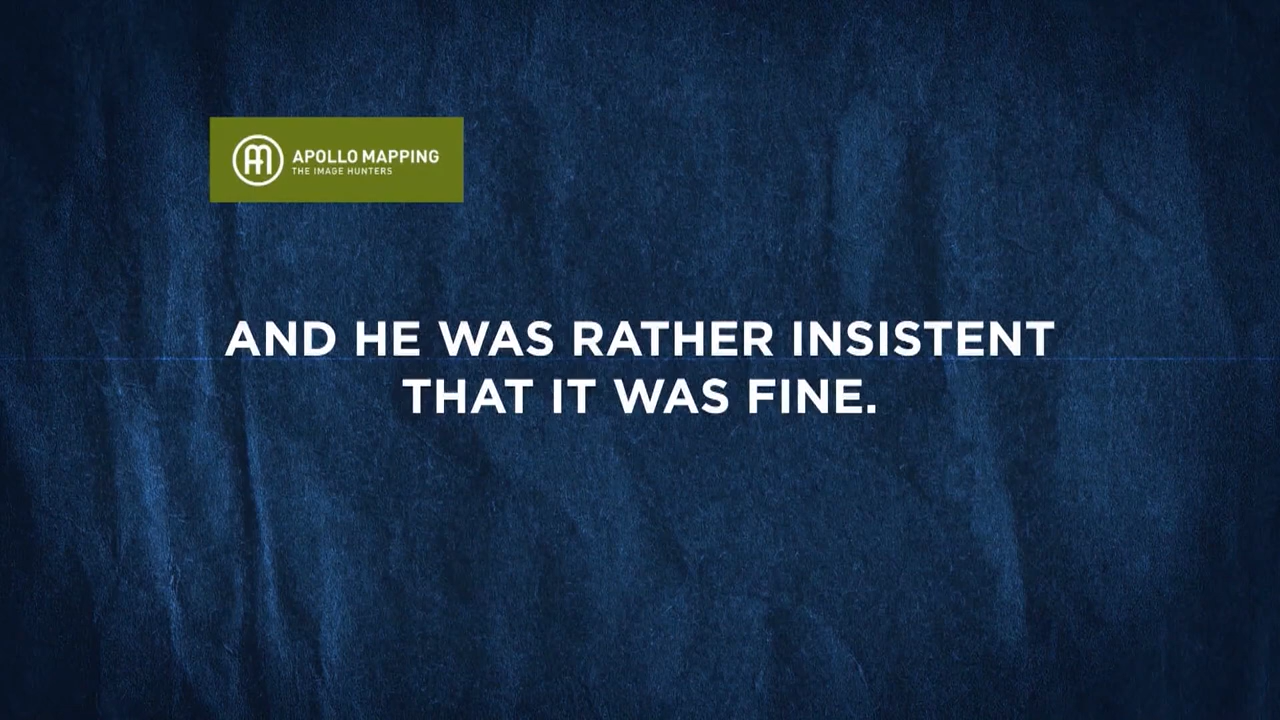 APOLLO MAPPING
THE IMAGE HUNTERS
AND HE WAS RATHER INSISTENT
THAT IT WAS FINE.